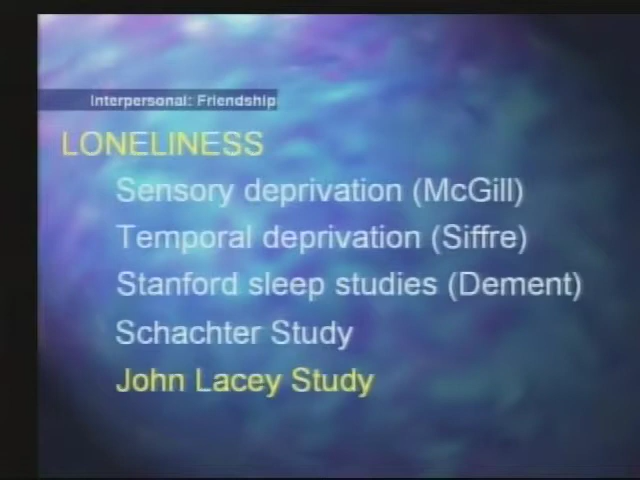 Interpersonal: Friendship
LONELINESS
Sensory deprivation (McGill)
Temporal deprivation (Siffre)
Stanford sleep studies (Dement)
Schachter Study
John Lacey Study